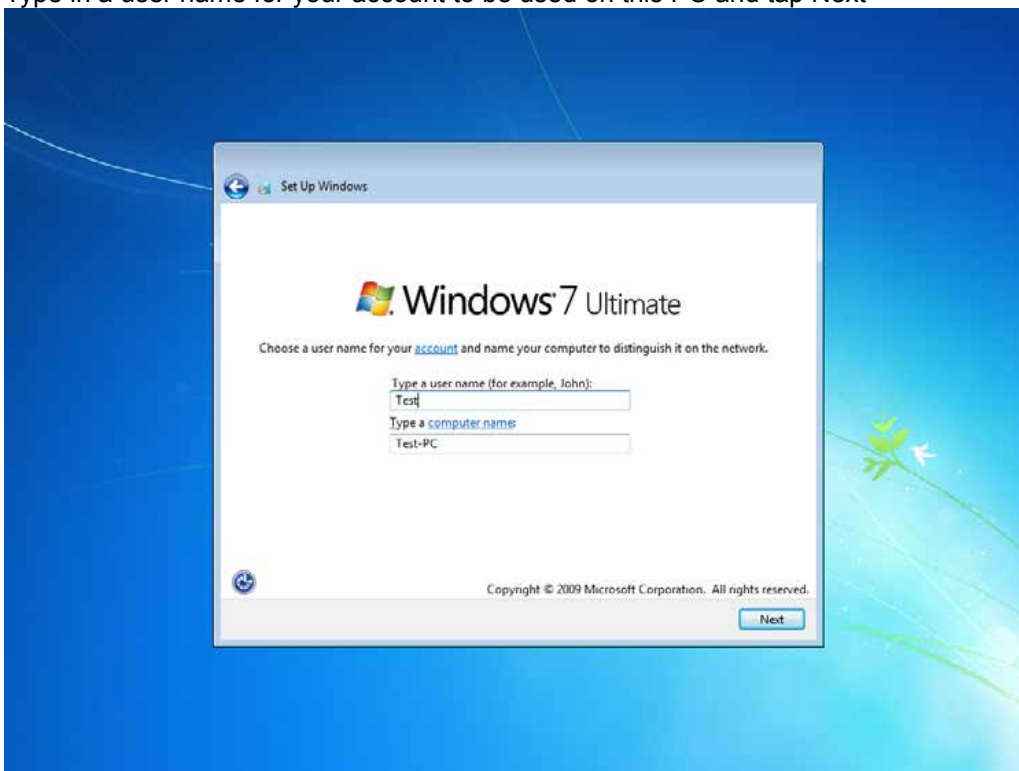 Type in a user name for your account to be used on this PC and tap Next
Set Up Windows
Windows 7 Ultimate
Choose a user name for your account and name your computer to distinguish it on the network.
Type a user name (for example, John):
Test
Type a computer name:
Test-PC
Copyright © 2009 Microsoft Corporation. All rights reserved.
Next